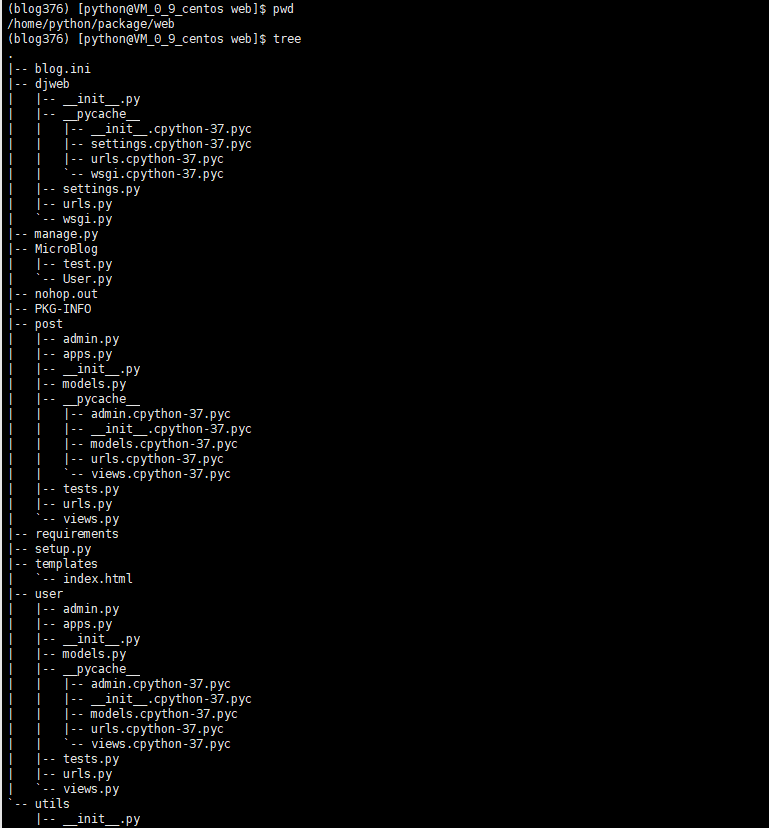 (blog376) [python@VM_0_9_centos web]$ pwd
/home/python/package/web
(blog376) [python@VM_0_9_centos web]$ tree
.
|-- blog.ini
|-- djweb
|   |-- __init__.py
|   |-- __pycache__
|   |   |-- __init__.cpython-37.pyc
|   |   |-- settings.cpython-37.pyc
|   |   |-- urls.cpython-37.pyc
|   |   `-- wsgi.cpython-37.pyc
|   |-- settings.py
|   |-- urls.py
|   `-- wsgi.py
|-- manage.py
|-- MicroBlog
|   |-- test.py
|   `-- User.py
|-- nohop.out
|-- PKG-INFO
|-- post
|   |-- admin.py
|   |-- apps.py
|   |-- __init__.py
|   |-- models.py
|   |-- __pycache__
|   |   |-- admin.cpython-37.pyc
|   |   |-- __init__.cpython-37.pyc
|   |   |-- models.cpython-37.pyc
|   |   |-- urls.cpython-37.pyc
|   |   `-- views.cpython-37.pyc
|   |-- tests.py
|   |-- urls.py
|   `-- views.py
|-- requirements
|-- setup.py
|-- templates
|   `-- index.html
|-- user
|   |-- admin.py
|   |-- apps.py
|   |-- __init__.py
|   |-- models.py
|   |-- __pycache__
|   |   |-- admin.cpython-37.pyc
|   |   |-- __init__.cpython-37.pyc
|   |   |-- models.cpython-37.pyc
|   |   |-- urls.cpython-37.pyc
|   |   `-- views.cpython-37.pyc
|   |-- tests.py
|   |-- urls.py
|   `-- views.py
`-- utils
    |-- __init__.py